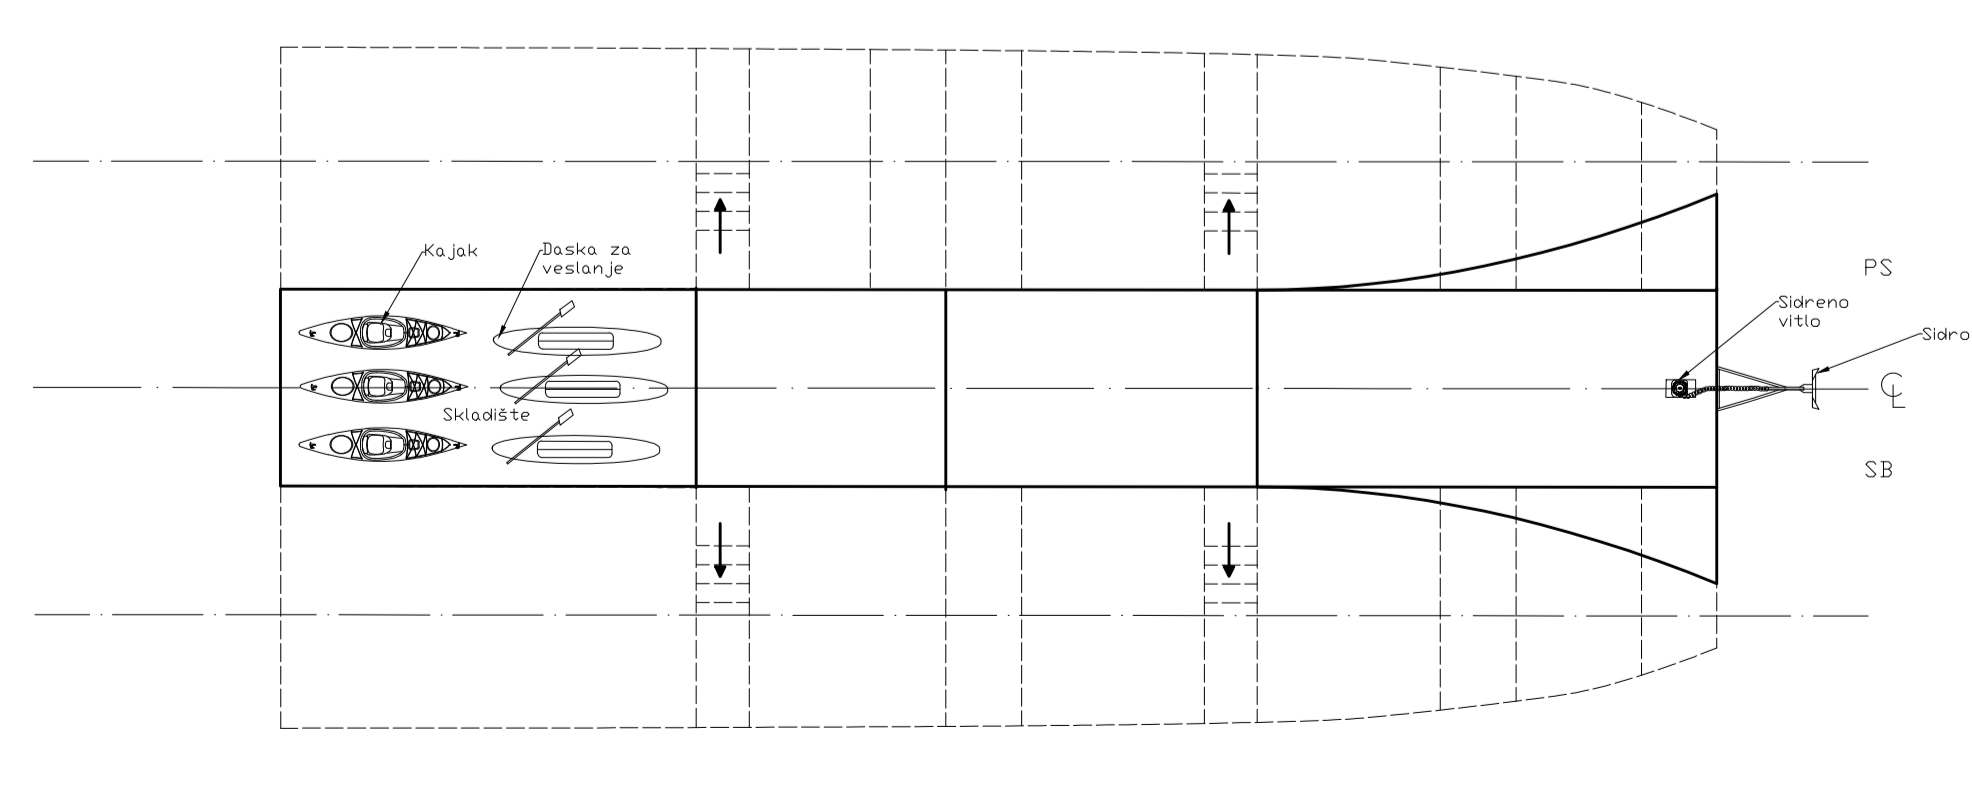 Kajak
Daska za
veslanje
PS
Sidreno
vitlo
Sidro
Skladište
CL
SB